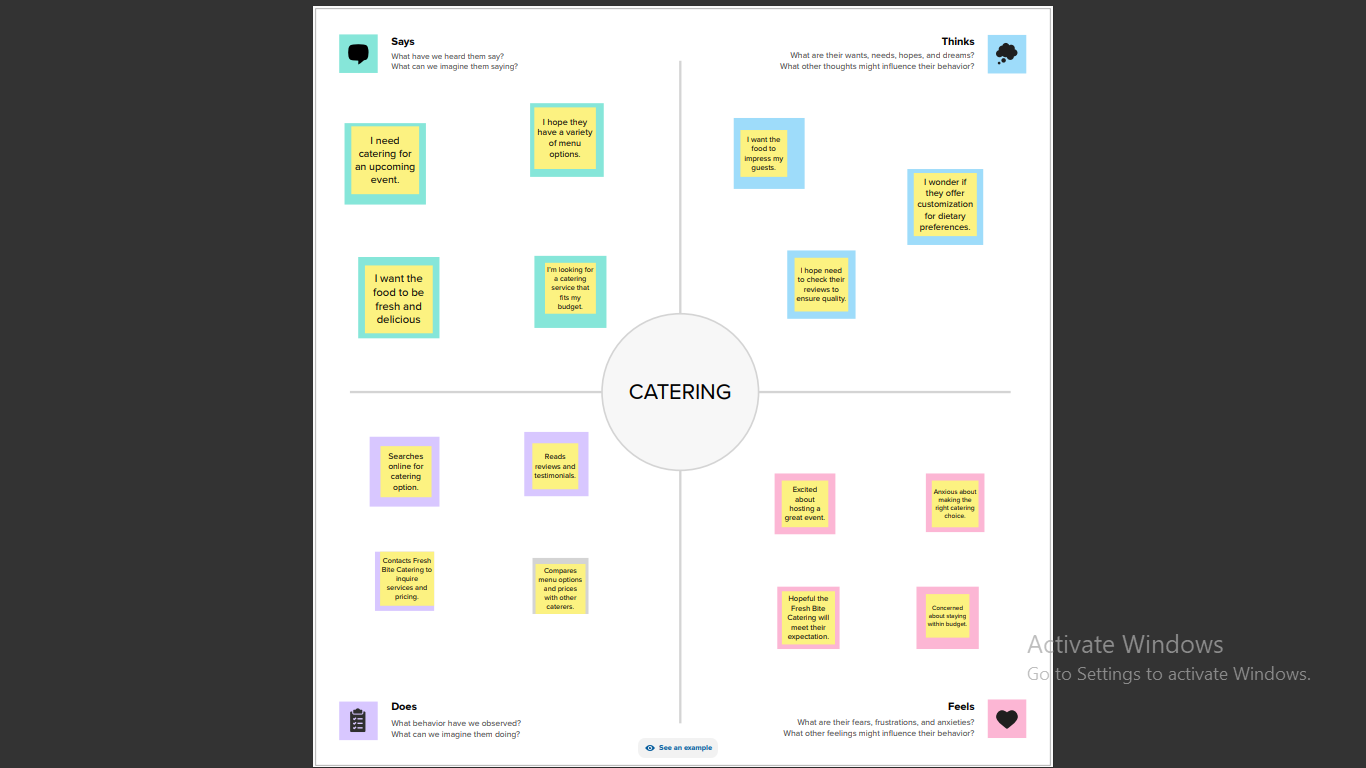 Says
What have we heard them say?
What can we imagine them saying?
Thinks
What are their wants, needs, hopes, and dreams?
What other thoughts might influence their behavior?
I need
catering for
an upcoming
event.
I hope they
have a variety
of menu
options.
I want the
food to be
fresh and
delicious
I'm looking for
a catering
service that
fits my
budget.
I want the
food to
impress my
guests.
I wonder if
they offer
customization
for dietary
preferences.
I hope need
to check their
reviews to
ensure quality.
CATERING
Searches
online for
catering
option.
Reads
reviews and
testimonials.
Contacts Fresh
Bite Catering to
inquire
services and
pricing.
Compares
menu options
and prices
with other
caterers.
Excited
about
hosting a
great event.
Anxious about
making the
right catering
choice.
Hopeful the
Fresh Bite
Catering will
meet their
expectation.
Concerned
about staying
within budget.
Does
What behavior have we observed?
What can we imagine them doing?
Feels
What are their fears, frustrations, and anxieties?
What other feelings might influence their behavior?
See an example
Activate Windows
Go to Settings to activate Windows.